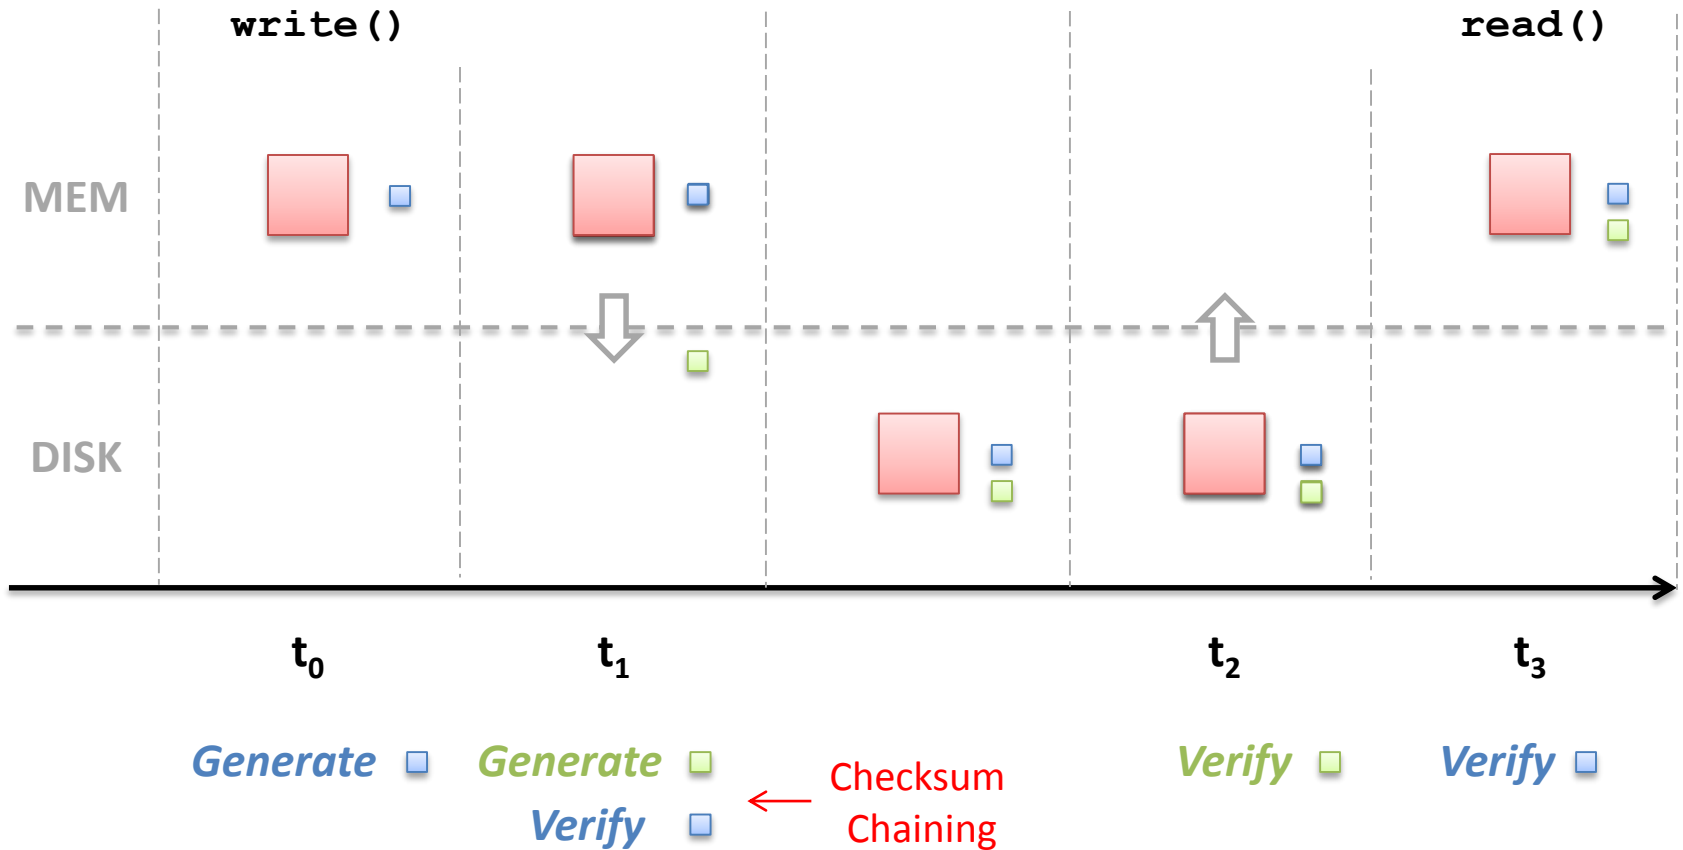 write()
read()
MEM
DISK
t0
t1
t2
t3
Generate
Generate
Verify
Verify
Verify
Checksum
Chaining